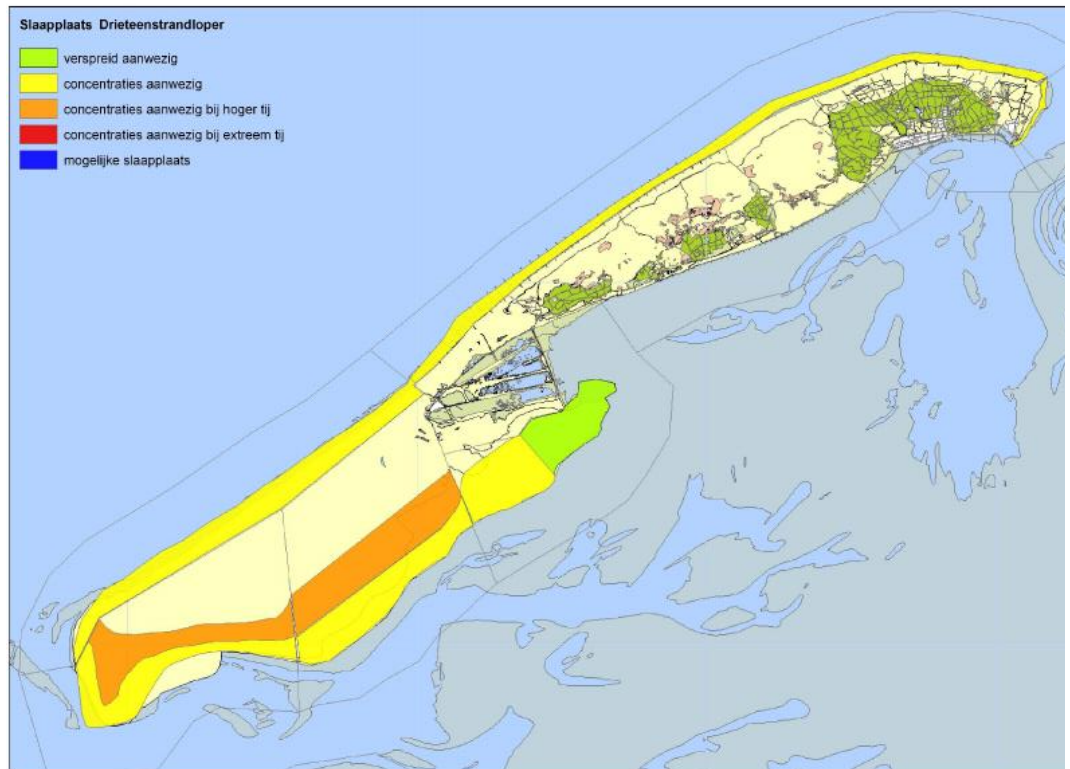 Slaapplaats Drieteenstrandloper
verspreid aanwezig
concentraties aanwezig
concentraties aanwezig bij hoger tij
concentraties aanwezig bij extreem tij
mogelijke slaapplaats